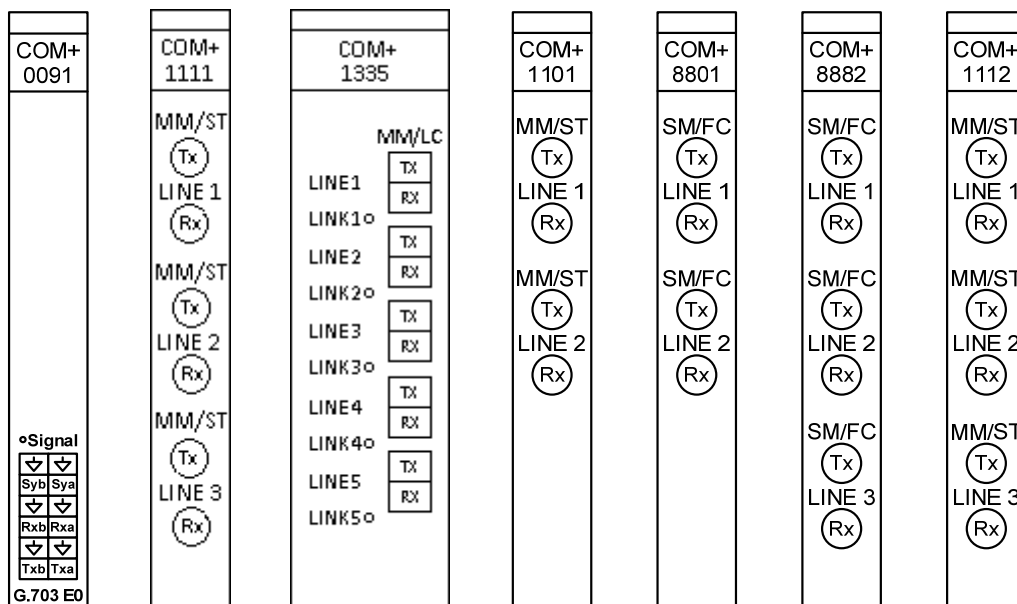 COM+
0091
Signal
Syb Sya
Rxb Rxa
Txb Txa
G.703 E0
COM+
1111
MM/ST
Tx
LINE 1
Rx
MM/ST
Tx
LINE 2
Rx
MM/ST
Tx
LINE 3
Rx
COM+
1335
MM/LC
TX
LINE1
RX
LINK1
TX
LINE2
RX
LINK2
TX
LINE3
RX
LINK3
TX
LINE4
RX
LINK4
TX
LINE5
RX
LINK5
COM+
1101
MM/ST
Tx
LINE 1
Rx
MM/ST
Tx
LINE 2
Rx
COM+
8801
SM/FC
Tx
LINE 1
Rx
SM/FC
Tx
LINE 2
Rx
COM+
8882
SM/FC
Tx
LINE 1
Rx
SM/FC
Tx
LINE 2
Rx
SM/FC
Tx
LINE 3
Rx
COM+
1112
MM/ST
Tx
LINE 1
Rx
MM/ST
Tx
LINE 2
Rx
MM/ST
Tx
LINE 3
Rx